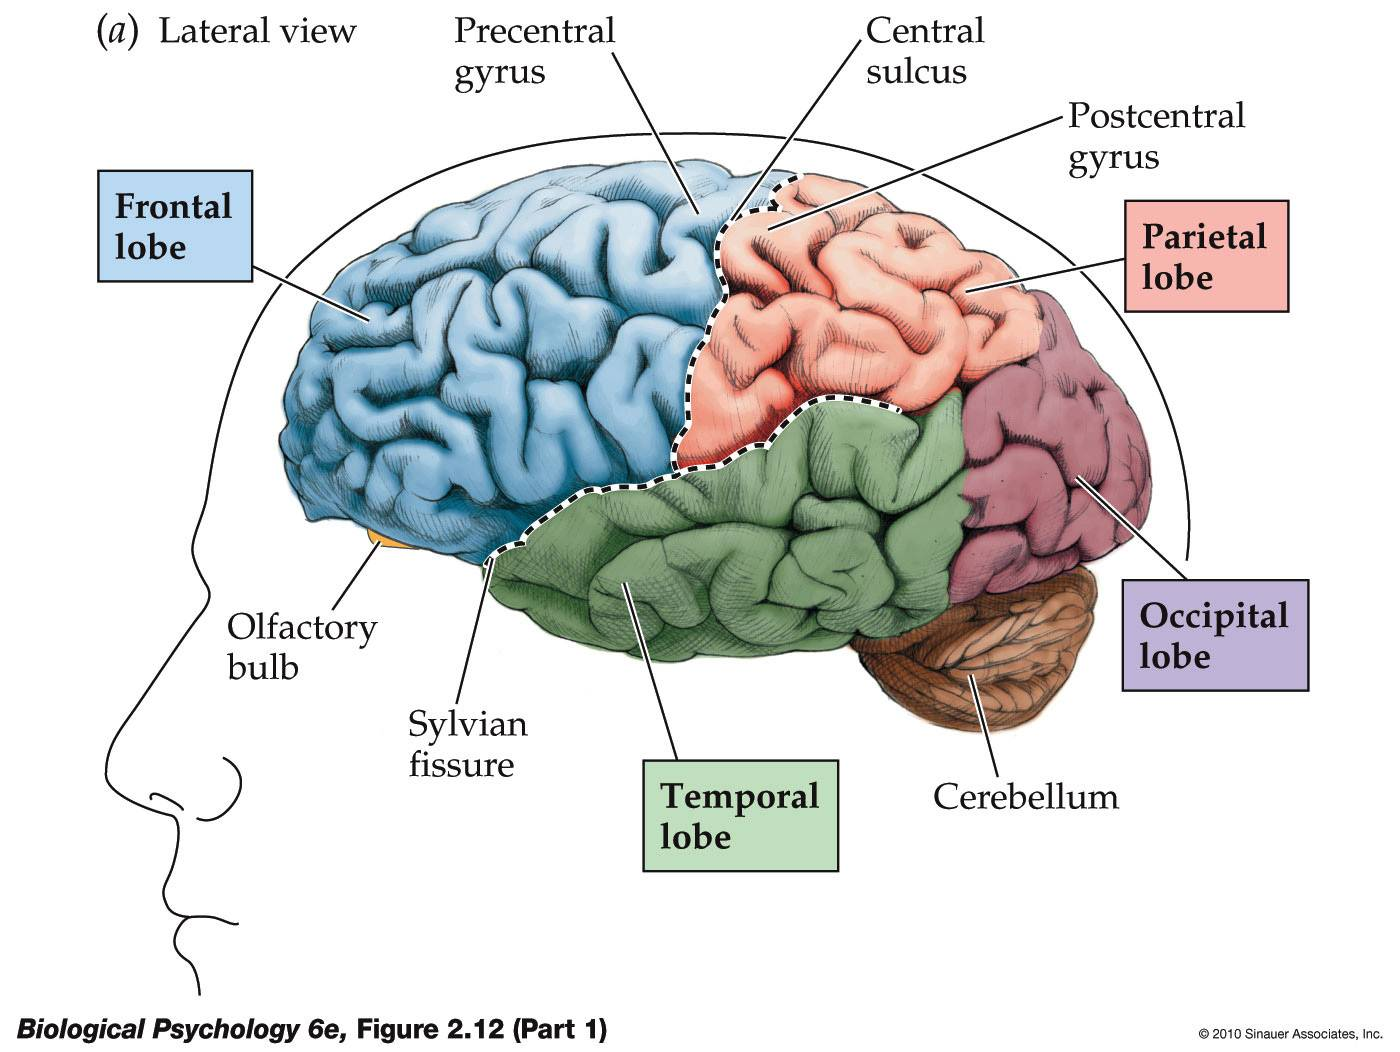 (a) Lateral view
Precentral
gyrus
Central
sulcus
Postcentral
gyrus
Frontal
lobe
Parietal
lobe
Olfactory
bulb
Occipital
lobe
Sylvian
fissure
Temporal
lobe
Cerebellum
Biological Psychology 6e, Figure 2.12 (Part 1)
© 2010 Sinauer Associates, Inc.